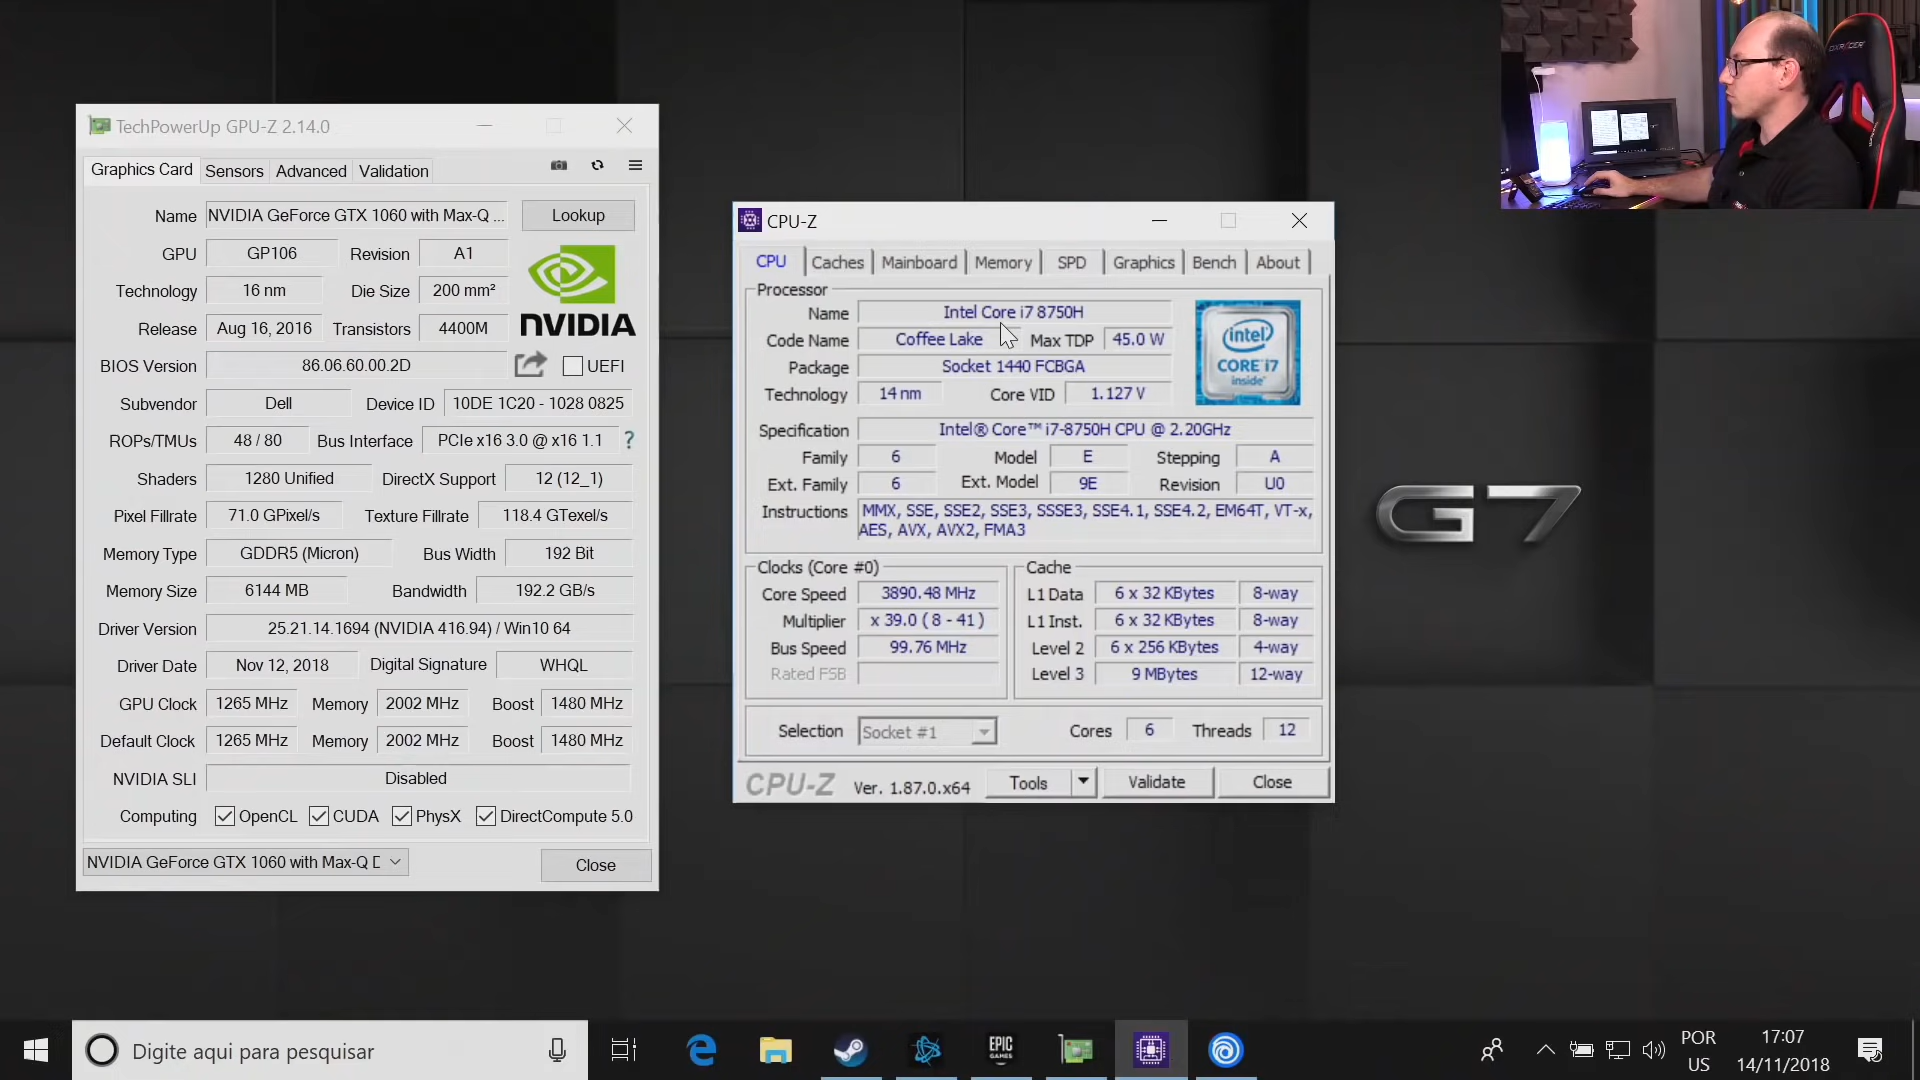 TechPowerUp GPU-Z 2.14.0
Graphics Card Sensors Advanced Validation
Name NVIDIA GeForce GTX 1060 with Max-Q ... Lookup
GPU GP106 Revision A1
Technology 16 nm Die Size 200 mm²
Release Aug 16, 2016 Transistors 4400M
NVIDIA
BIOS Version 86.06.60.00.2D UEFI
Subvendor Dell Device ID 10DE 1C20 - 1028 0825
ROPs/TMUs 48 / 80 Bus Interface PCIe x16 3.0 @ x16 1.1 ?
Shaders 1280 Unified DirectX Support 12 (12_1)
Pixel Fillrate 71.0 GPixel/s Texture Fillrate 118.4 GTexel/s
Memory Type GDDR5 (Micron) Bus Width 192 Bit
Memory Size 6144 MB Bandwidth 192.2 GB/s
Driver Version 25.21.14.1694 (NVIDIA 416.94) / Win10 64
Driver Date Nov 12, 2018 Digital Signature WHQL
GPU Clock 1265 MHz Memory 2002 MHz Boost 1480 MHz
Default Clock 1265 MHz Memory 2002 MHz Boost 1480 MHz
NVIDIA SLI Disabled
Computing OpenCL CUDA PhysX DirectCompute 5.0
NVIDIA GeForce GTX 1060 with Max-Q D Close
CPU-Z
CPU Caches Mainboard Memory SPD Graphics Bench About
Processor
Name Intel Core i7 8750H
Code Name Coffee Lake Max TDP 45.0 W
Package Socket 1440 FCBGA
Technology 14 nm Core VID 1.127 V
intel
CORE i7
inside
Specification Intel® Core™ i7-8750H CPU @ 2.20GHz
Family 6 Model E Stepping A
Ext. Family 6 Ext. Model 9E Revision U0
Instructions MMX, SSE, SSE2, SSE3, SSSE3, SSE4.1, SSE4.2, EM64T, VT-x,
AES, AVX, AVX2, FMA3
Clocks (Core #0)
Core Speed 3890.48 MHz
Multiplier x 39.0 ( 8 - 41 )
Bus Speed 99.76 MHz
Rated FSB
Cache
L1 Data 6 x 32 KBytes 8-way
L1 Inst. 6 x 32 KBytes 8-way
Level 2 6 x 256 KBytes 4-way
Level 3 9 MBytes 12-way
Selection Socket #1 Cores 6 Threads 12
CPU-Z Ver. 1.87.0.x64 Tools Validate Close
G7
Digite aqui para pesquisar
EPIC
GAMES
POR
US
17:07
14/11/2018